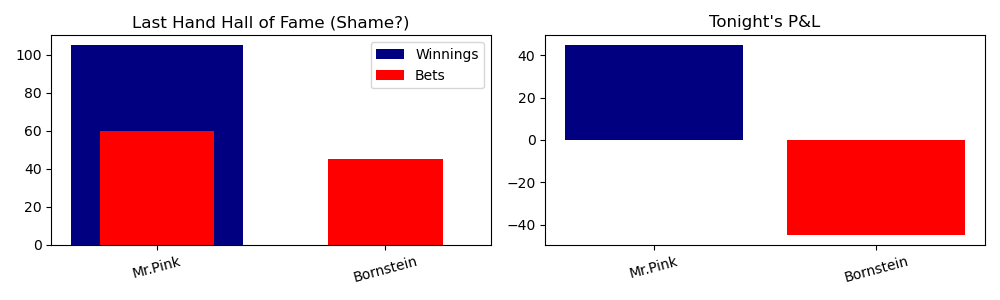 Last Hand Hall of Fame (Shame?)
100
80
60
40
20
0
Winnings
Bets
Mr.Pink
Bornstein
Tonight's P&L
40
20
0
−20
−40
Mr.Pink
Bornstein